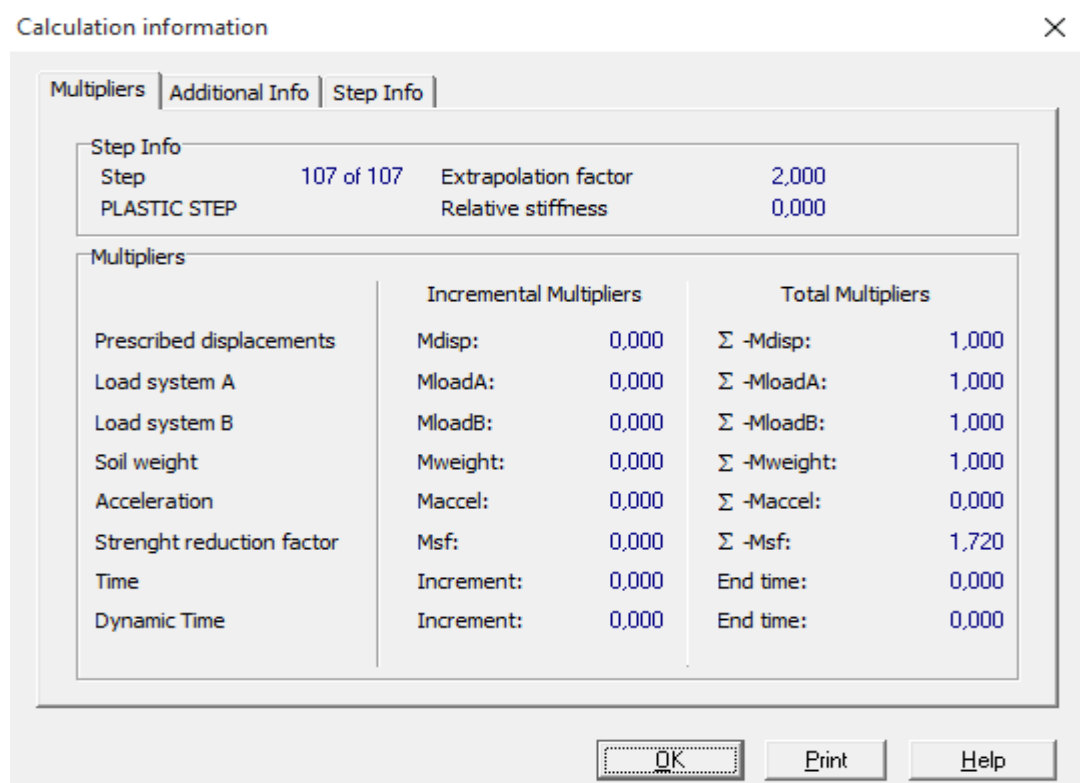 Calculation information
Multipliers Additional Info Step Info
Step Info
Step 107 of 107 Extrapolation factor 2,000
PLASTIC STEP Relative stiffness 0,000
Multipliers
Incremental Multipliers Total Multipliers
Prescribed displacements Mdisp: 0,000 Σ -Mdisp: 1,000
Load system A MloadA: 0,000 Σ -MloadA: 1,000
Load system B MloadB: 0,000 Σ -MloadB: 1,000
Soil weight Mweight: 0,000 Σ -Mweight: 1,000
Acceleration Maccel: 0,000 Σ -Maccel: 0,000
Strenght reduction factor Msf: 0,000 Σ -Msf: 1,720
Time Increment: 0,000 End time: 0,000
Dynamic Time Increment: 0,000 End time: 0,000
OK Print Help